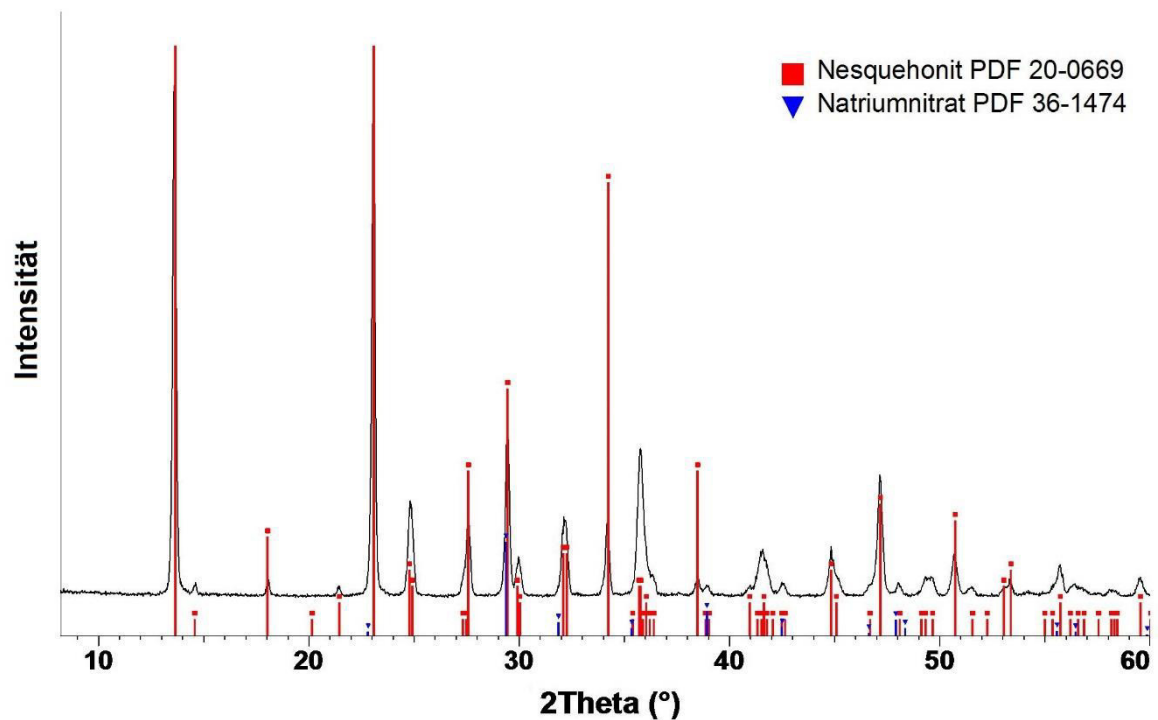 Nesquehonit PDF 20-0669
Natriumnitrat PDF 36-1474
Intensität
10 20 30 40 50 60
2Theta (°)